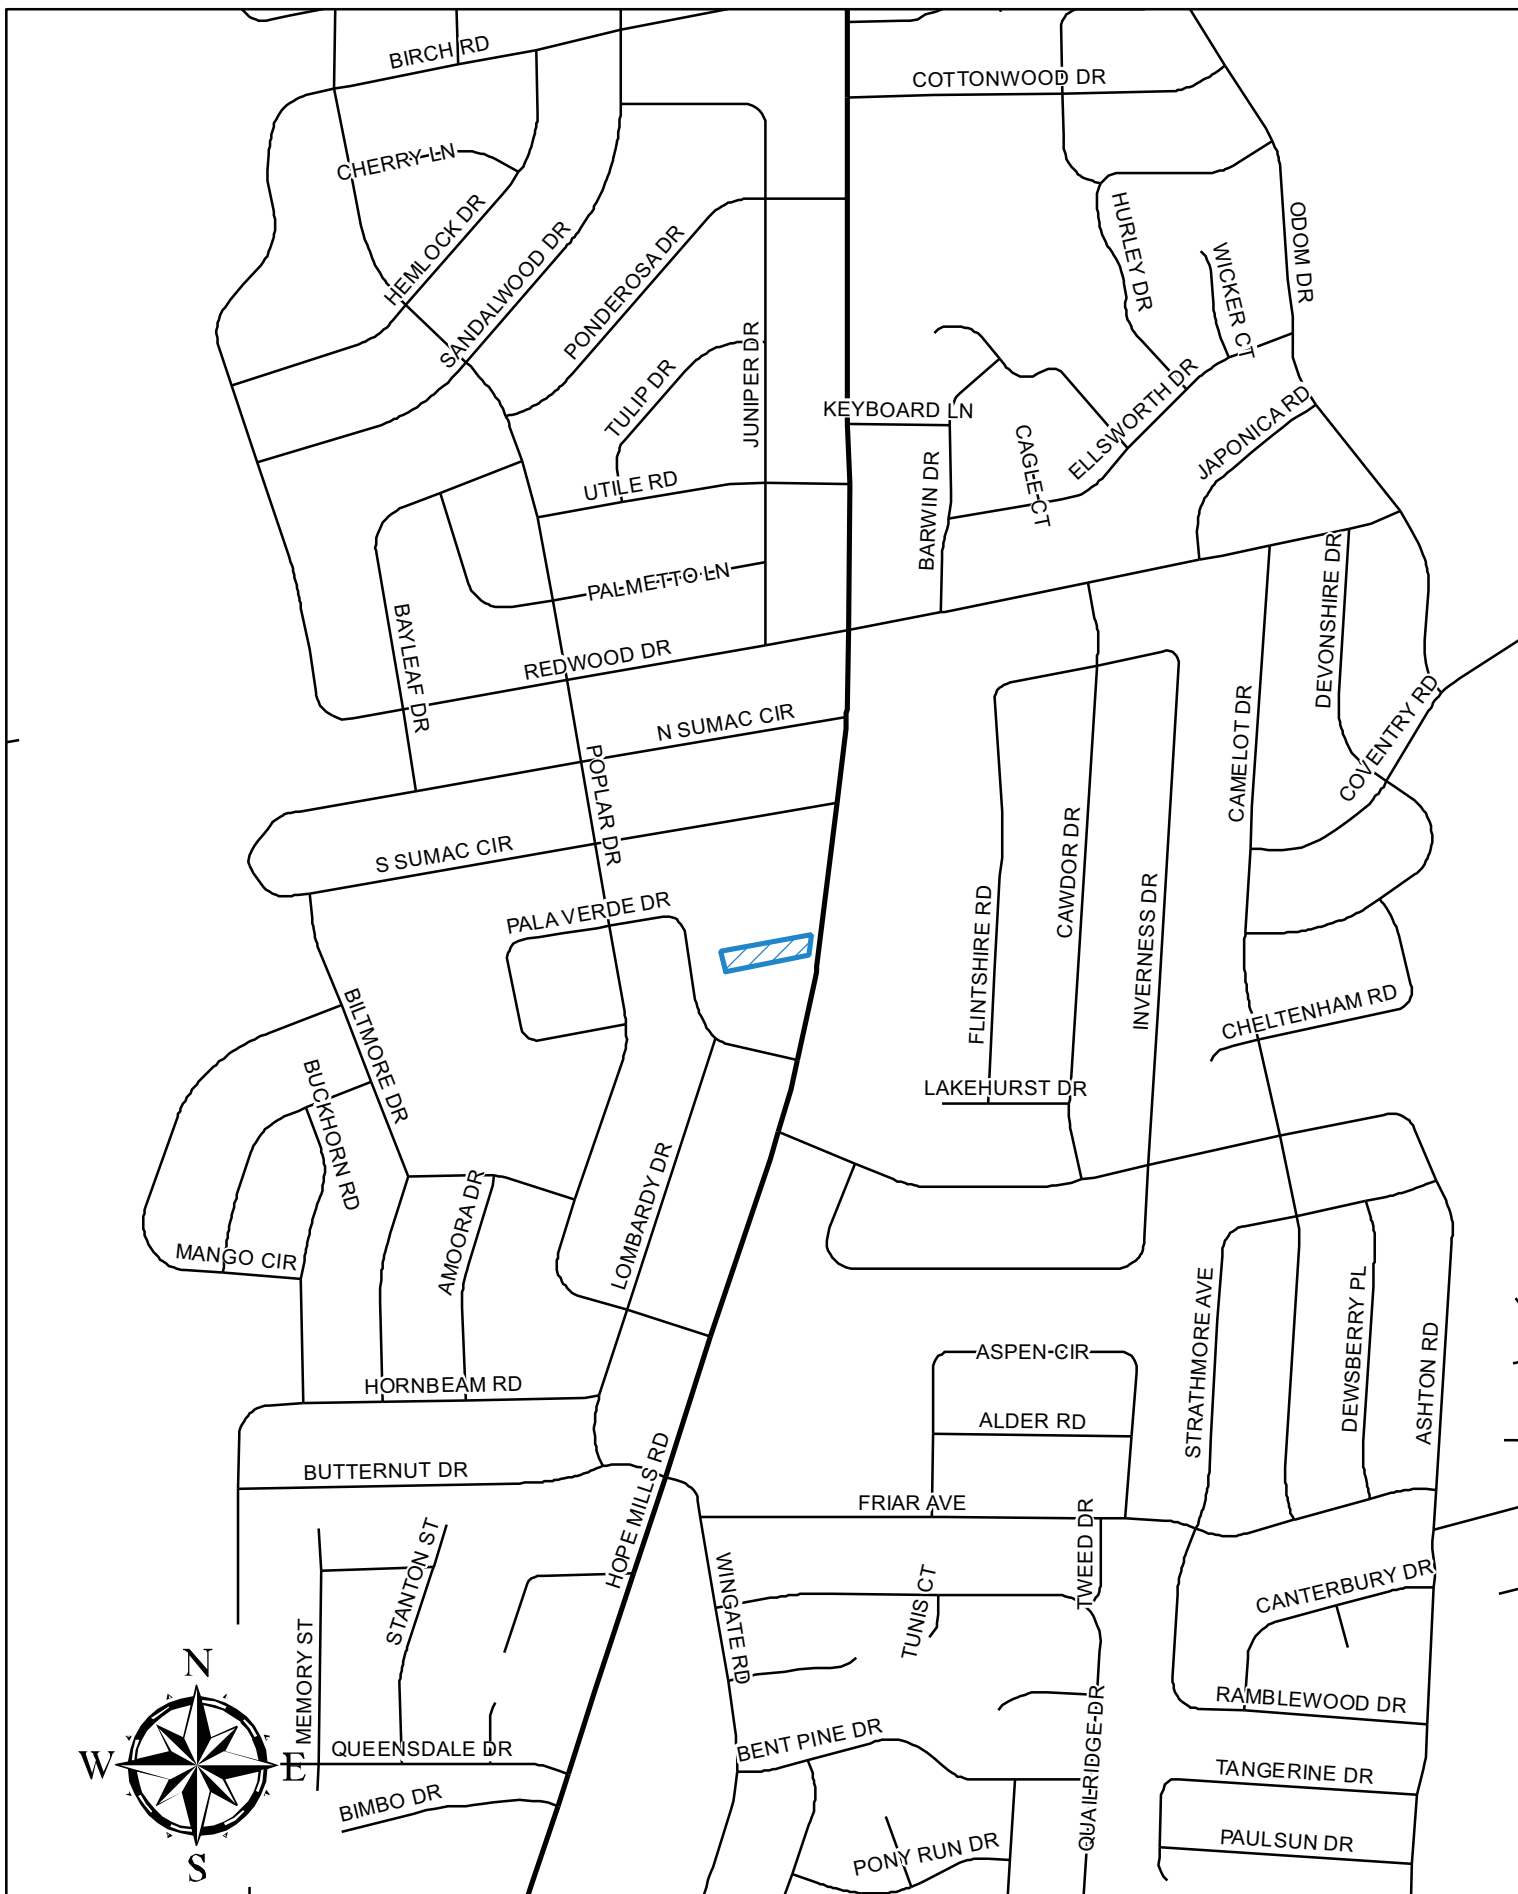 BIRCH RD
COTTONWOOD DR
CHERRY LN
HEMLOCK DR
SANDALWOOD DR
PONDEROSA DR
HURLEY DR
WICKER CT
ODOM DR
TULIP DR
JUNIPER DR
KEYBOARD LN
CAGLE CT
ELLSWORTH DR
JAPONICA RD
UTILE RD
BARWIN DR
PALMETTO LN
DEVONSHIRE DR
BAYLEAF DR
REDWOOD DR
N SUMAC CIR
CAMELOT DR
COVENTRY RD
POPLAR DR
S SUMAC CIR
CAWDOR DR
PALA VERDE DR
FLINTSHIRE RD
INVERNESS DR
CHELTENHAM RD
BILTMORE DR
BUCKHORN RD
LAKEHURST DR
LOMBARDY DR
AMOORA DR
MANGO CIR
STRATHMORE AVE
DEWSBERRY PL
ASHTON RD
ASPEN CIR
HORNBEAM RD
ALDER RD
BUTTERNUT DR
HOPE MILLS RD
FRIAR AVE
TWEED DR
STANTON ST
WINGATE RD
TUNIS CT
CANTERBURY DR
MEMORY ST
RAMBLEWOOD DR
QUAIL RIDGE DR
N
W
E
S
QUEENSDALE DR
BENT PINE DR
TANGERINE DR
BIMBO DR
PONY RUN DR
PAULSUN DR